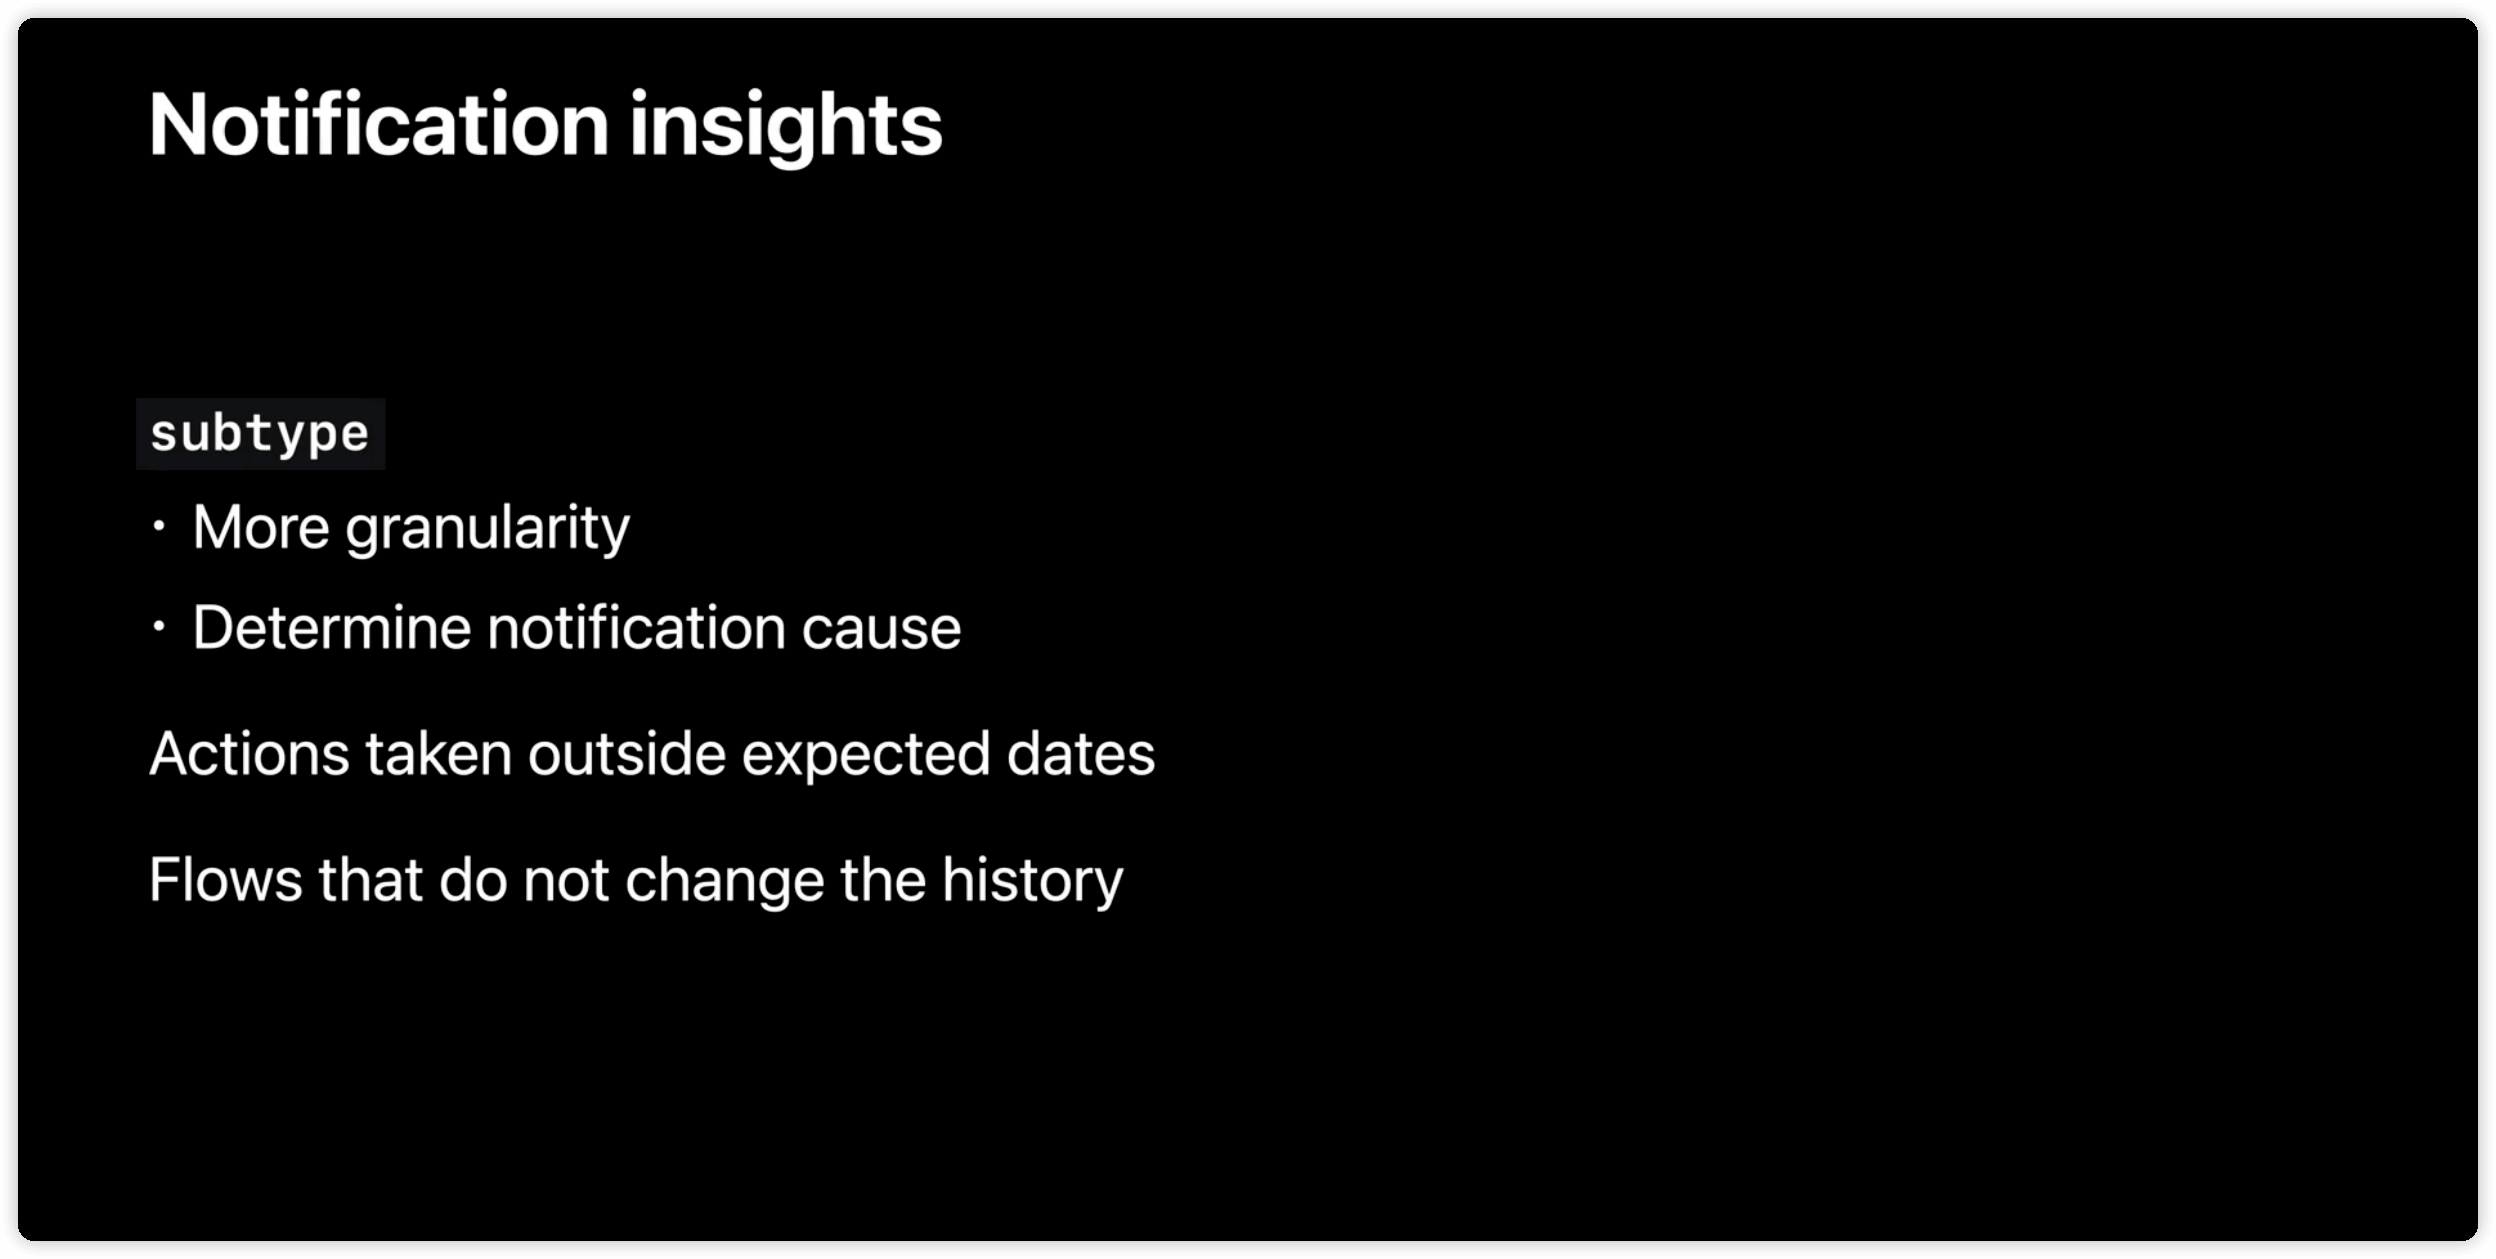 Notification insights
subtype
• More granularity
• Determine notification cause
Actions taken outside expected dates
Flows that do not change the history